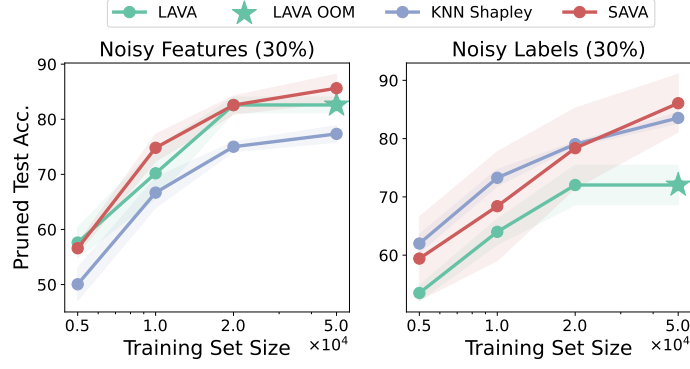 LAVA LAVA OOM KNN Shapley SAVA
Noisy Features (30%)
Pruned Test Acc.
90
80
70
60
50
0.5 1.0 2.0 5.0
×10⁴
Training Set Size
Noisy Labels (30%)
90
80
70
60
0.5 1.0 2.0 5.0
×10⁴
Training Set Size